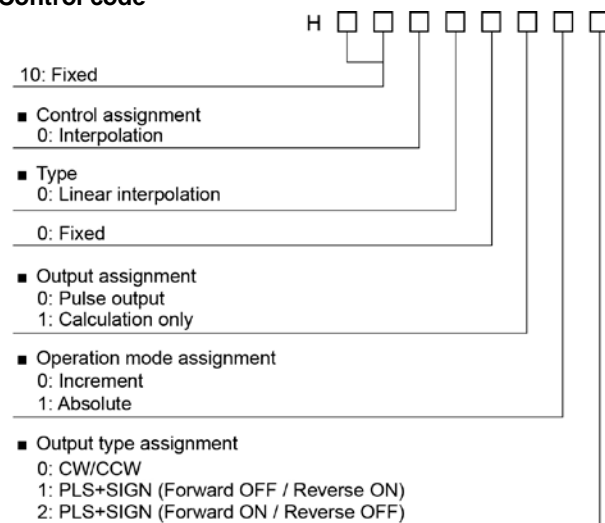 Control code
H □ □ □ □ □ □ □ □
10: Fixed
■ Control assignment
0: Interpolation
■ Type
0: Linear interpolation
0: Fixed
■ Output assignment
0: Pulse output
1: Calculation only
■ Operation mode assignment
0: Increment
1: Absolute
■ Output type assignment
0: CW/CCW
1: PLS+SIGN (Forward OFF / Reverse ON)
2: PLS+SIGN (Forward ON / Reverse OFF)